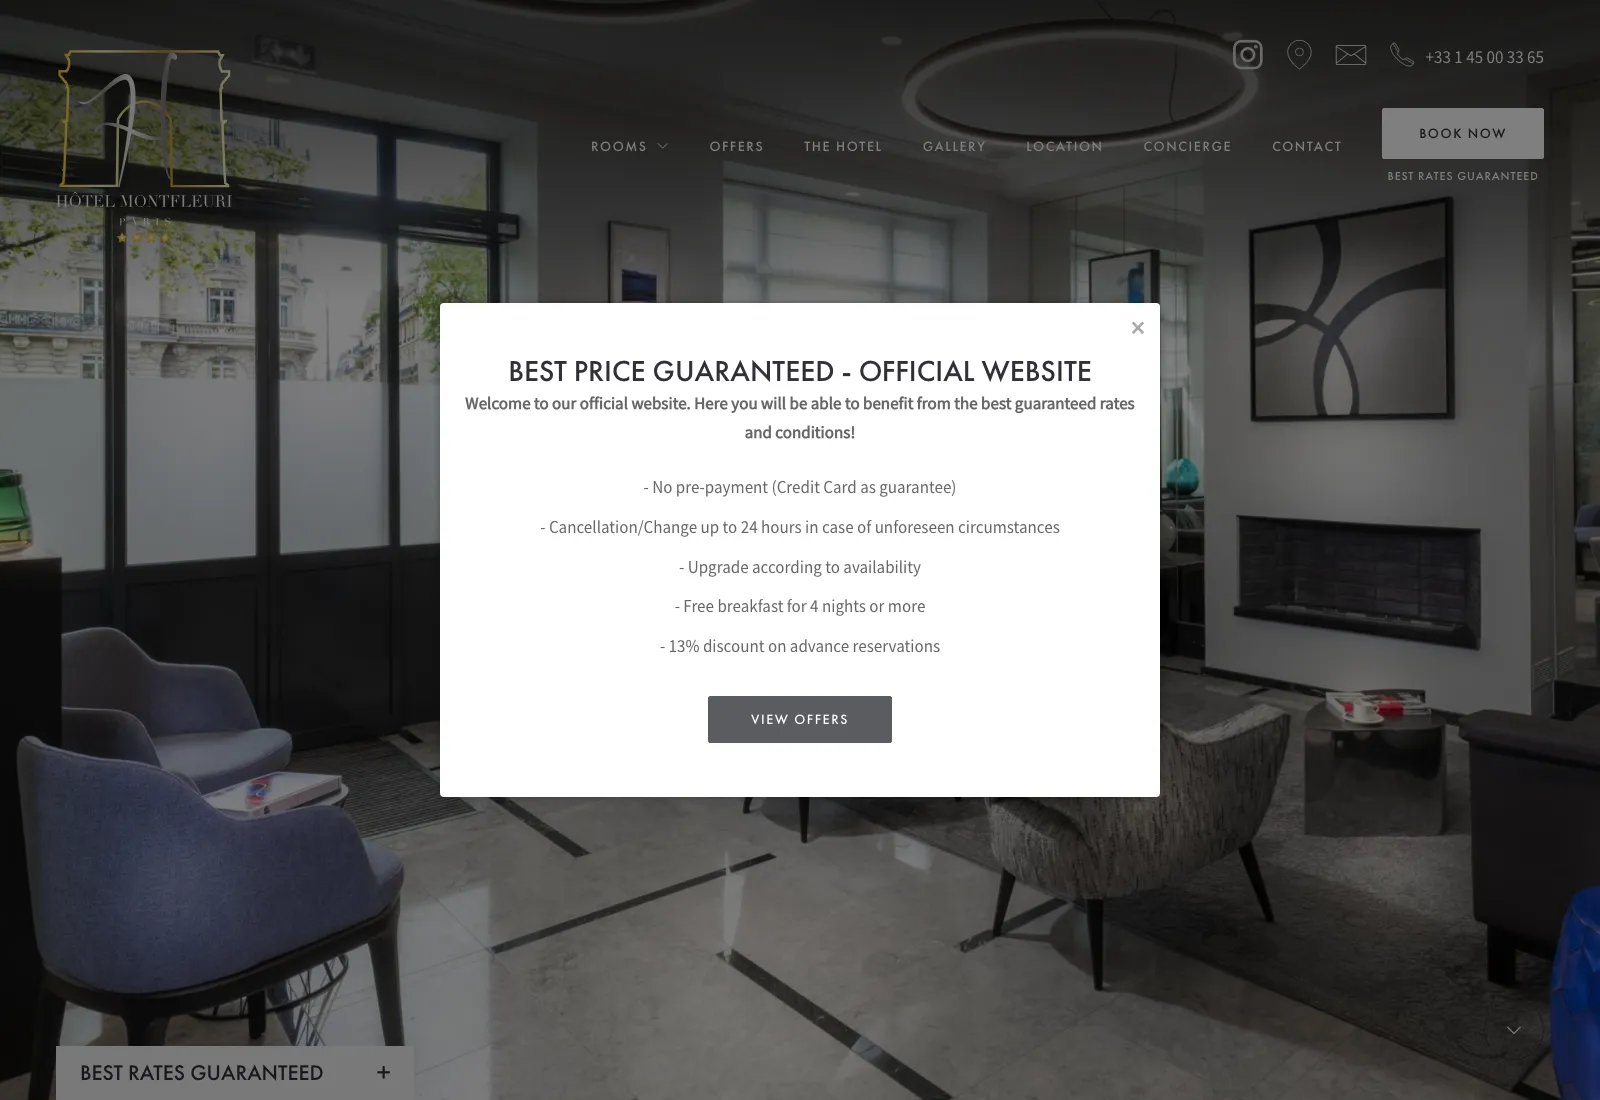 +33 1 45 00 33 65
HÔTEL MONTFLEURI
PARIS
ROOMS
OFFERS
THE HOTEL
GALLERY
LOCATION
CONCIERGE
CONTACT
BOOK NOW
BEST RATES GUARANTEED
×
BEST PRICE GUARANTEED - OFFICIAL WEBSITE
Welcome to our official website. Here you will be able to benefit from the best guaranteed rates
and conditions!
- No pre-payment (Credit Card as guarantee)
- Cancellation/Change up to 24 hours in case of unforeseen circumstances
- Upgrade according to availability
- Free breakfast for 4 nights or more
- 13% discount on advance reservations
VIEW OFFERS
BEST RATES GUARANTEED +